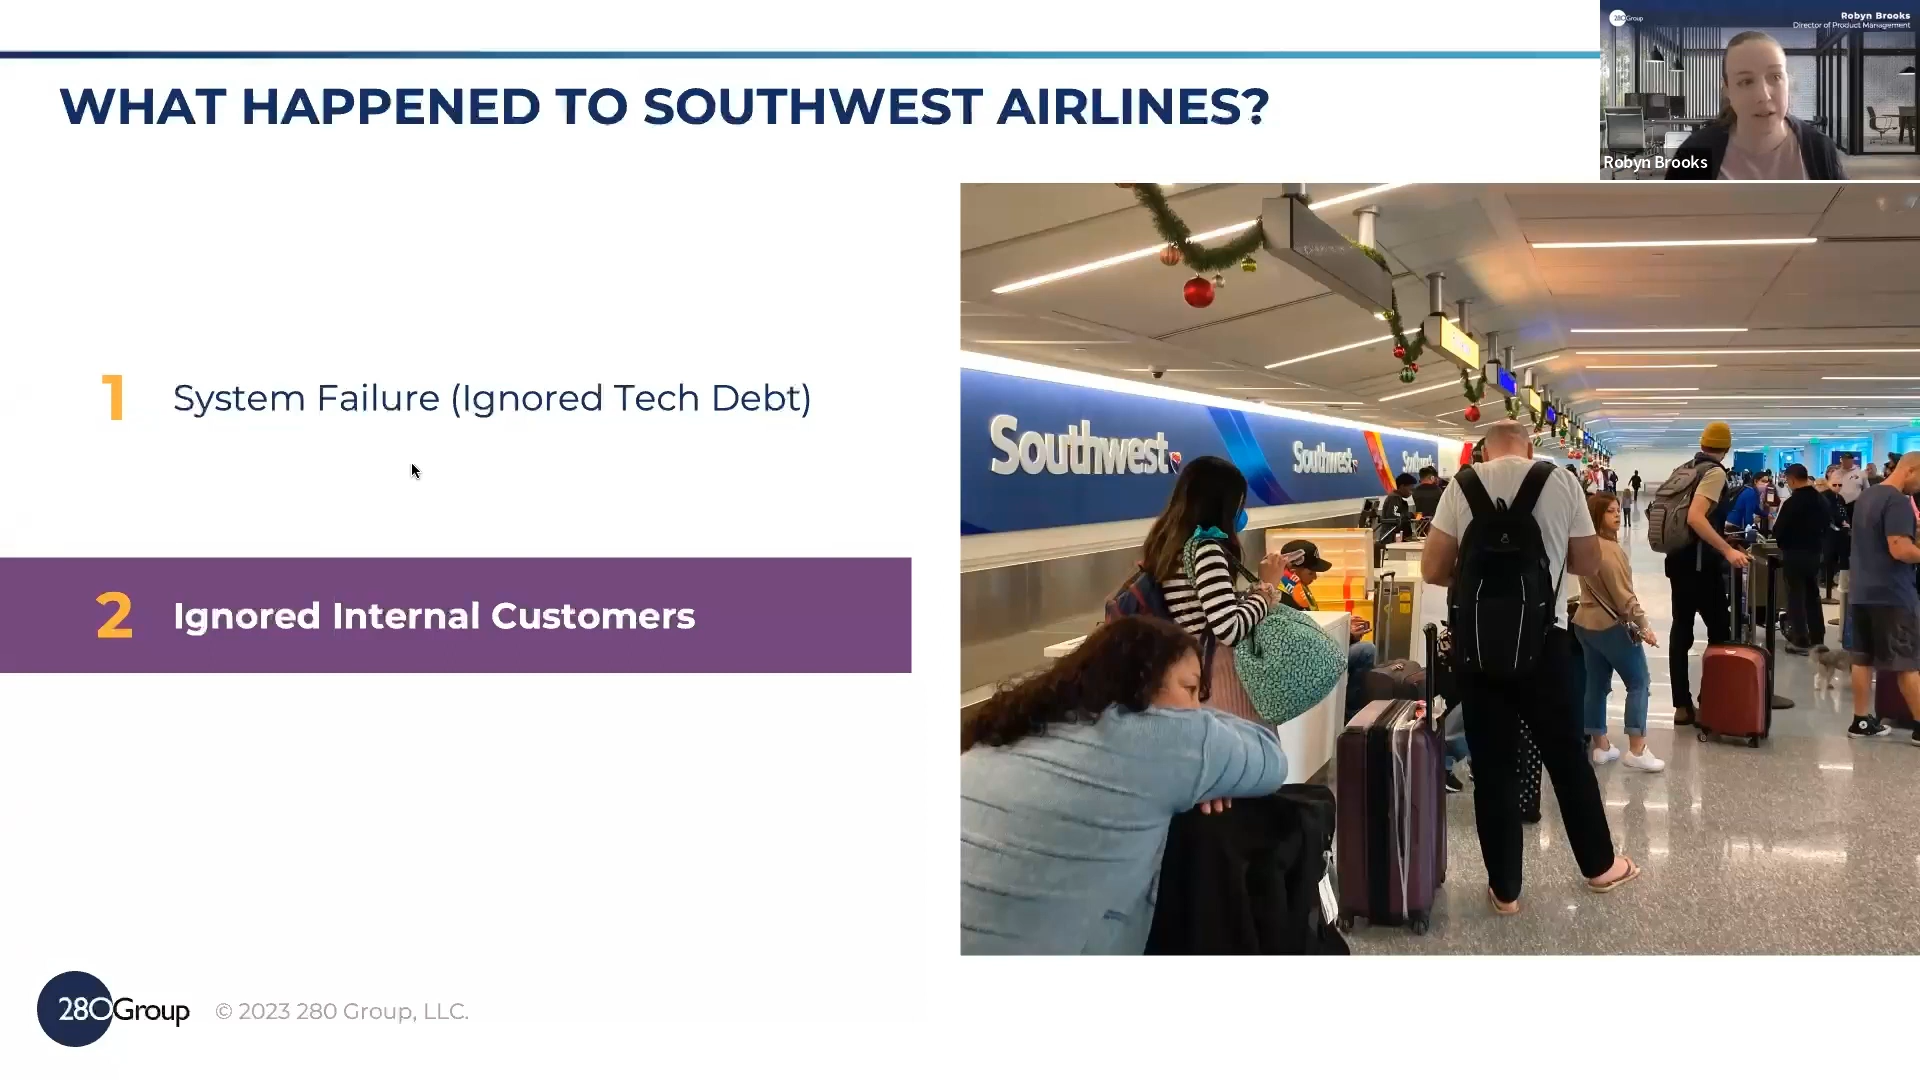 280Group
Robyn Brooks
Director of Product Management
Robyn Brooks
WHAT HAPPENED TO SOUTHWEST AIRLINES?
1 System Failure (Ignored Tech Debt)
2 Ignored Internal Customers
Southwest
Southwest
280Group © 2023 280 Group, LLC.